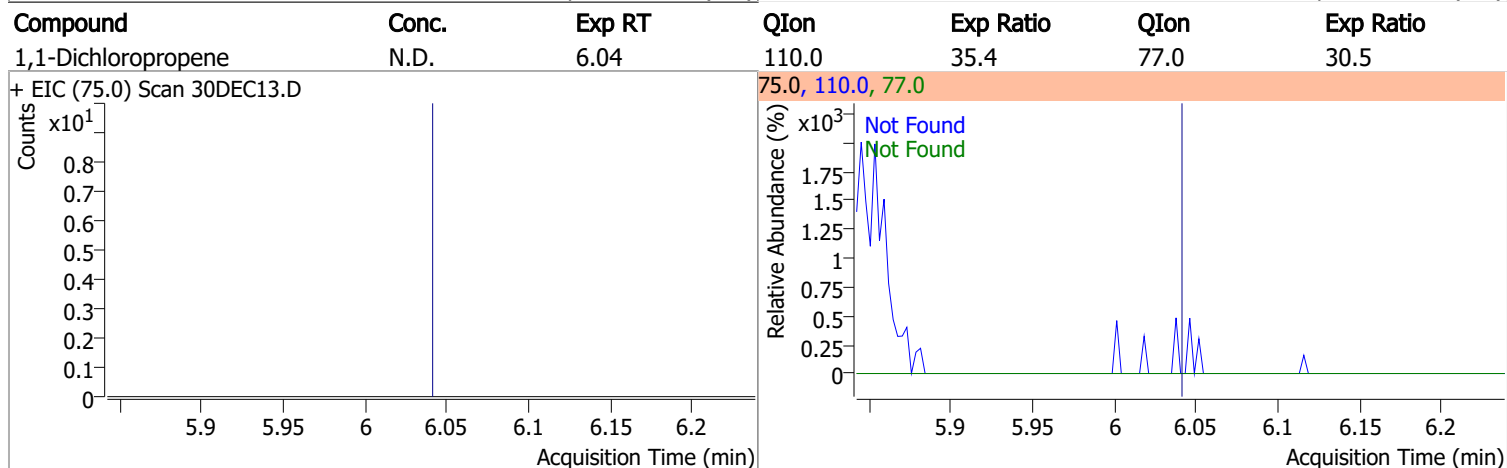 Compound Conc. Exp RT QIon Exp Ratio QIon Exp Ratio
1,1-Dichloropropene N.D. 6.04 110.0 35.4 77.0 30.5
+ EIC (75.0) Scan 30DEC13.D
Counts
x10^1
0.8
0.7
0.6
0.5
0.4
0.3
0.2
0.1
0
5.9 5.95 6 6.05 6.1 6.15 6.2
Acquisition Time (min)
75.0, 110.0, 77.0
Relative Abundance (%)
x10^3
Not Found
Not Found
1.75
1.5
1.25
1
0.75
0.5
0.25
0
5.9 5.95 6 6.05 6.1 6.15 6.2
Acquisition Time (min)